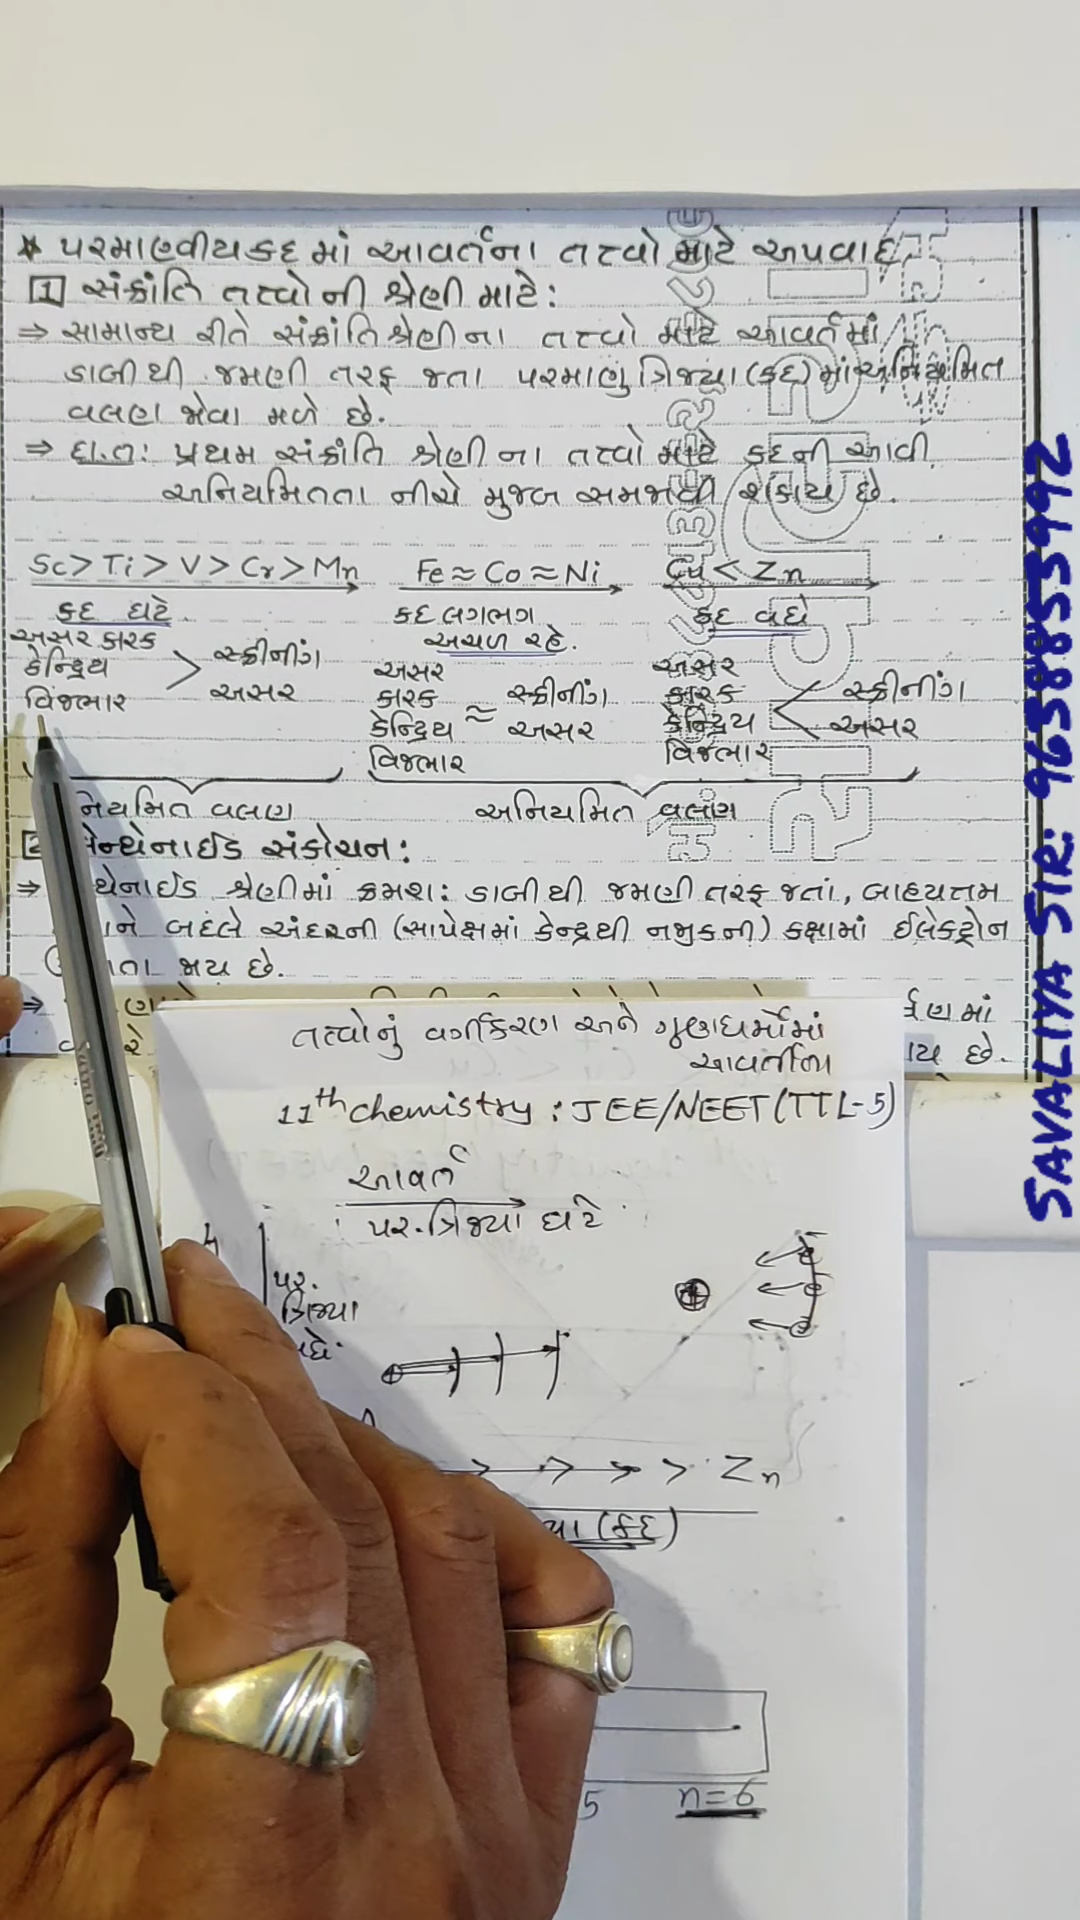 * પરમાણ્વીયકદ માં આવર્તના તત્વો માટે અપવાદ.
1 સંક્રાંતિ તત્વો ની શ્રેણી માટે:
⇒ સામાન્ય રીતે સંક્રાંતિ શ્રેણી ના તત્વો માટે આવર્તમાં
ડાબી થી જમણી તરફ જતા પરમાણુ ત્રિજ્યા (કદ) માં અનિયમિત
વલણ જોવા મળે છે.
⇒ દા.ત: પ્રથમ સંક્રાંતિ શ્રેણી ના તત્વો માટે કદ ની આવી
અનિયમિતતા નીચે મુજબ સમજાવી શકાય છે.
Sc > Ti > V > Cr > Mn Fe ≈ Co ≈ Ni Cu < Zn
કદ ઘટે. કદ લગભગ અચળ રહે. કદ વધે
અસર કારક કેન્દ્રિય વિજભાર > સ્ક્રીનીંગ અસર
અસર કારક કેન્દ્રિય વિજભાર ≈ સ્ક્રીનીંગ અસર
અસર કારક કેન્દ્રિય વિજભાર < સ્ક્રીનીંગ અસર
નિયમિત વલણ અનિયમિત વલણ
સંકોચન:
⇒ શ્રેણીમાં ક્રમશ: ડાબી થી જમણી તરફ જતાં, બાહ્યતમ
બદલે અંદરની (સાપેક્ષમાં કેન્દ્રથી નજીકની) કક્ષામાં ઈલેક્ટ્રોન
જાય છે.
⇒
છે.
તત્વોનું વર્ગીકરણ અને ગુણધર્મોમાં
આવર્તીતા
11th chemistry : JEE/NEET (TTL-5)
આવર્ત
પર. ત્રિજ્યા ઘટે
પર.
ત્રિજ્યા
> Zn
(કદ)
5 n=6
SAVALIYA SIR: 9658853992